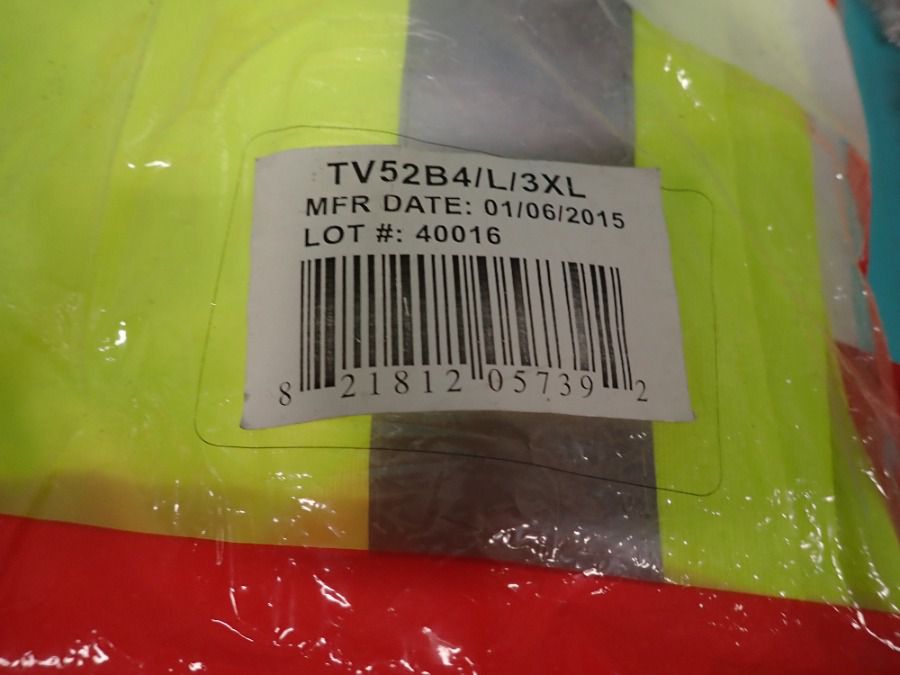 TV52B4/L/3XL
MFR DATE: 01/06/2015
LOT #: 40016
8 21812 05739 2